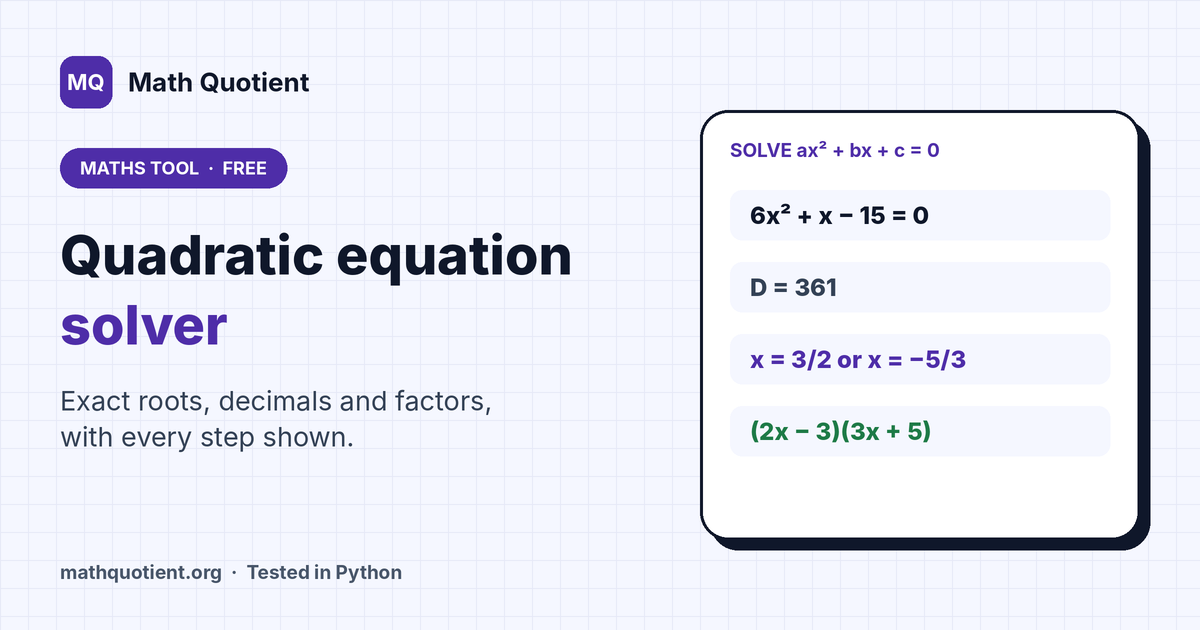 MQ Math Quotient
MATHS TOOL · FREE
Quadratic equation
solver
Exact roots, decimals and factors,
with every step shown.
mathquotient.org · Tested in Python
SOLVE ax² + bx + c = 0
6x² + x − 15 = 0
D = 361
x = 3/2 or x = −5/3
(2x − 3)(3x + 5)